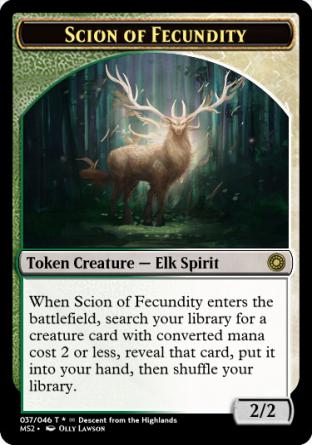 Scion of Fecundity
Token Creature — Elk Spirit
When Scion of Fecundity enters the
battlefield, search your library for a
creature card with converted mana
cost 2 or less, reveal that card, put it
into your hand, then shuffle your
library.
2/2
037/046 T * ∞ Descent from the Highlands
MS2 • Olly Lawson